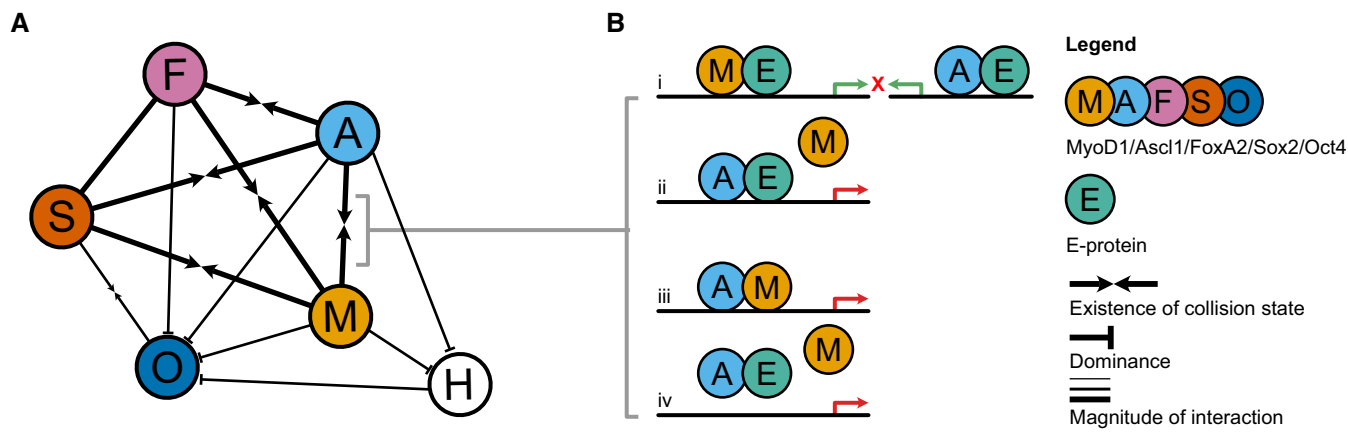 A
F
A
S
M
O
H
B
i
M E
X
A E
ii
M
A E
iii
A M
iv
M
A E
Legend
M A F S O
MyoD1/Ascl1/FoxA2/Sox2/Oct4
E
E-protein
Existence of collision state
Dominance
Magnitude of interaction